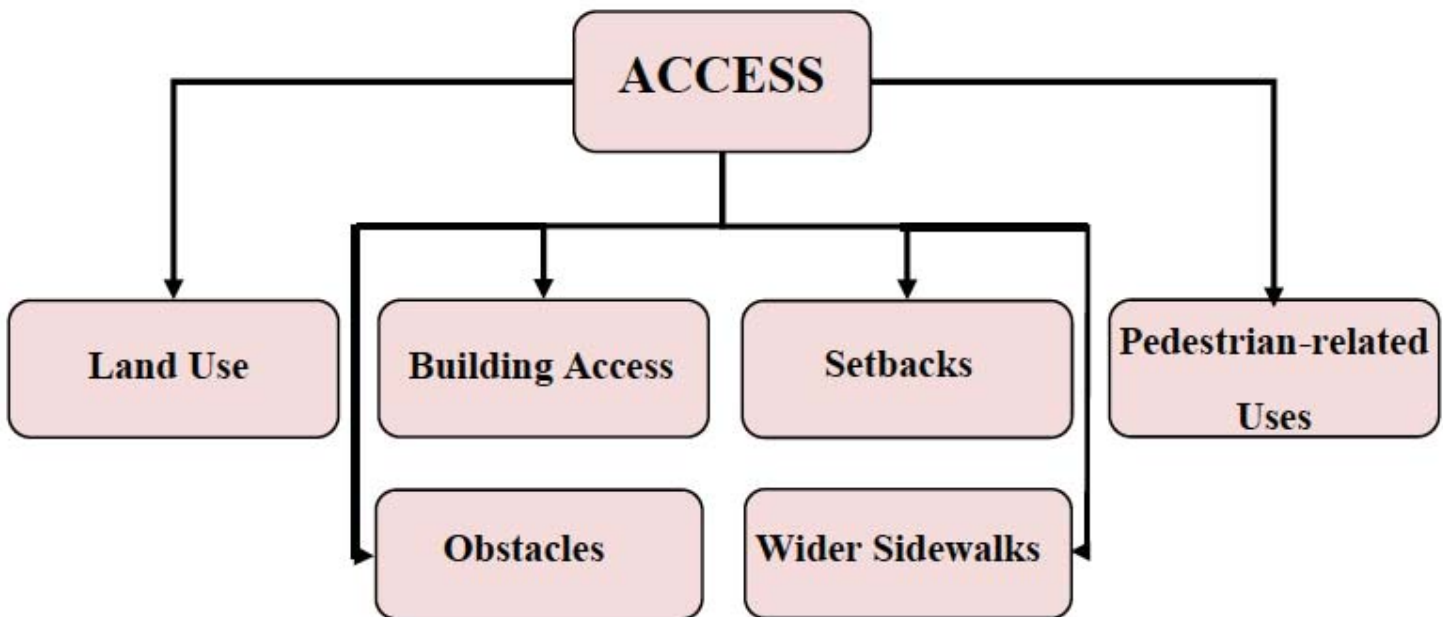 ACCESS
Land Use
Building Access
Setbacks
Pedestrian-related
Uses
Obstacles
Wider Sidewalks